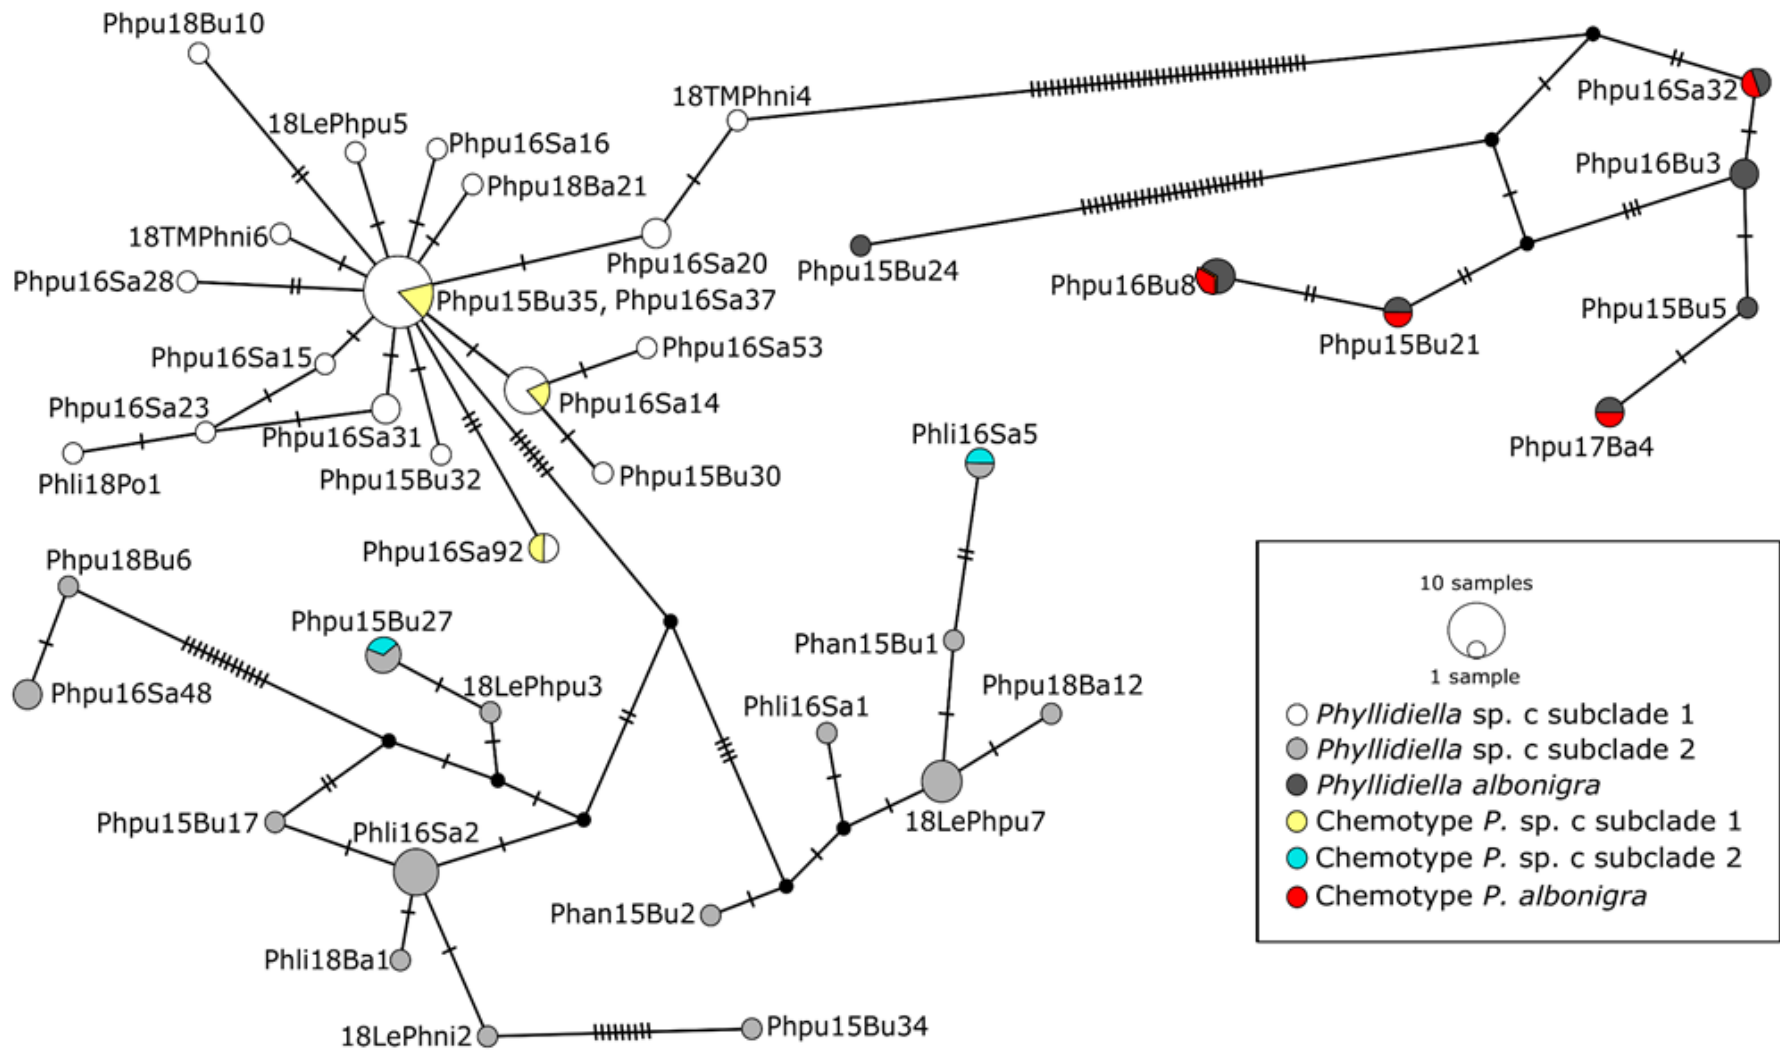 Phpu18Bu10
18TMPhni4
Phpu16Sa32
18LePhpu5
Phpu16Sa16
Phpu18Ba21
Phpu16Bu3
18TMPhni6
Phpu16Sa20
Phpu15Bu24
Phpu16Bu8
Phpu16Sa28
Phpu15Bu35, Phpu16Sa37
Phpu15Bu5
Phpu15Bu21
Phpu16Sa15
Phpu16Sa53
Phpu16Sa23
Phpu16Sa14
Phpu16Sa31
Phli16Sa5
Phpu17Ba4
Phli18Po1
Phpu15Bu32
Phpu15Bu30
Phpu16Sa92
Phpu18Bu6
Phpu15Bu27
Phan15Bu1
Phpu16Sa48
18LePhpu3
Phli16Sa1
Phpu18Ba12
Phpu15Bu17
Phli16Sa2
18LePhpu7
Phan15Bu2
Phli18Ba1
18LePhni2
Phpu15Bu34
10 samples
1 sample
Phyllidiella sp. c subclade 1
Phyllidiella sp. c subclade 2
Phyllidiella albonigra
Chemotype P. sp. c subclade 1
Chemotype P. sp. c subclade 2
Chemotype P. albonigra